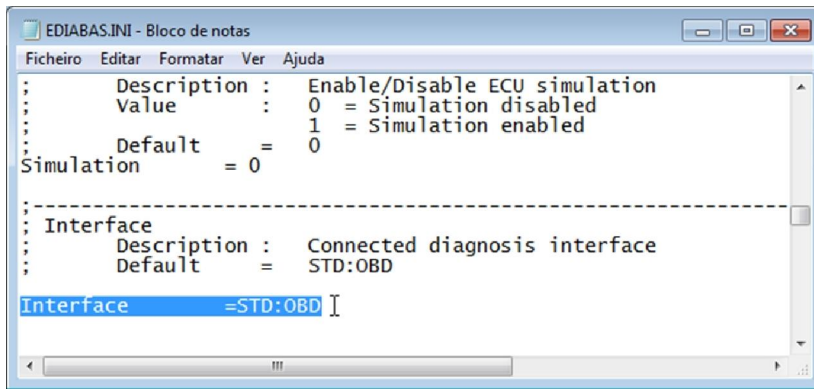 EDIABAS.INI - Bloco de notas
Ficheiro Editar Formatar Ver Ajuda
; Description : Enable/Disable ECU simulation
; Value : 0 = Simulation disabled
; 1 = Simulation enabled
; Default = 0
Simulation = 0
;---------------------------------------------------------------
; Interface
; Description : Connected diagnosis interface
; Default = STD:OBD
Interface =STD:OBD